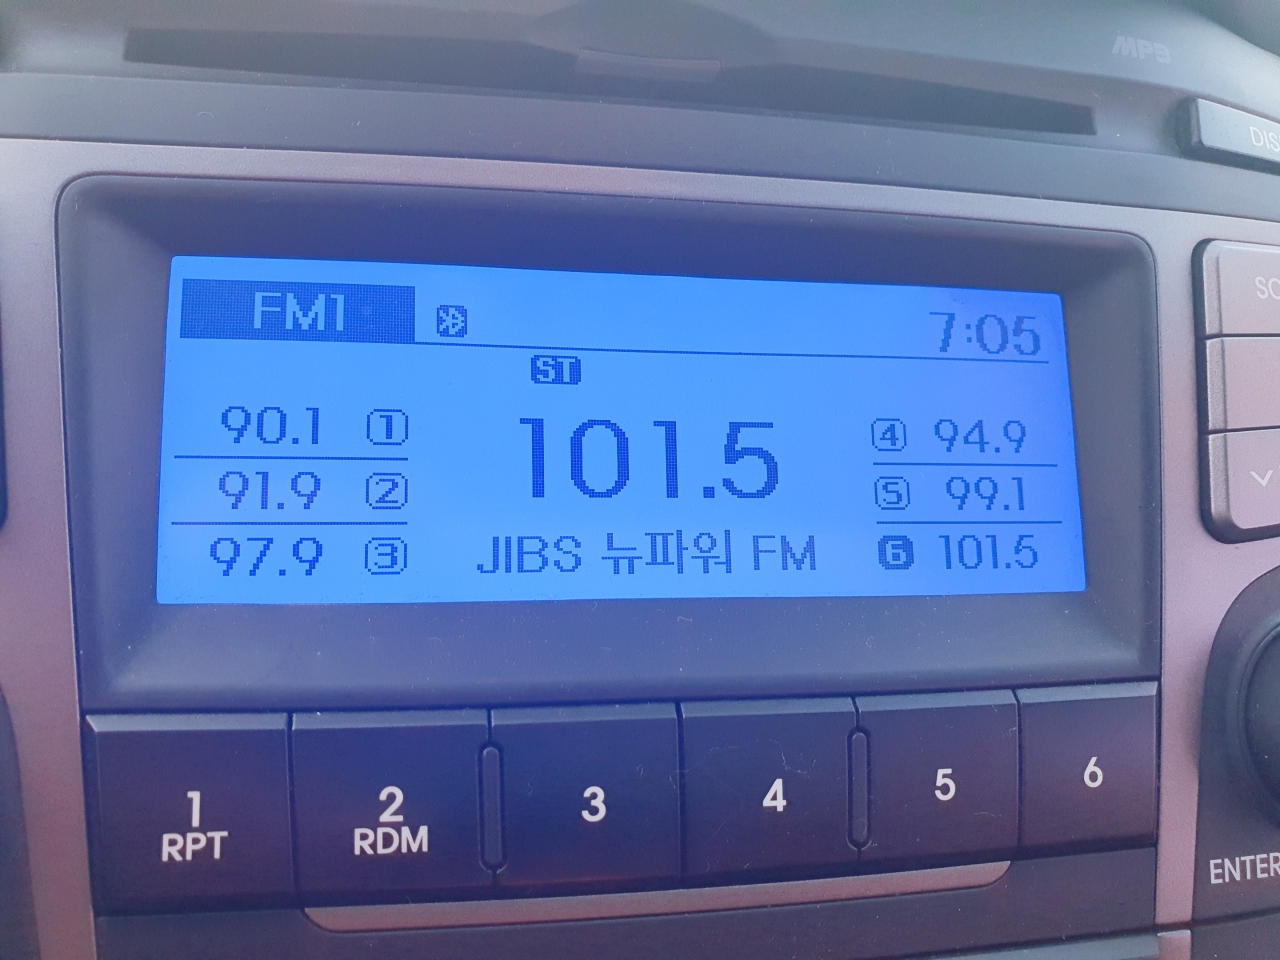 MP3
DIS
FM1 7:05
ST
90.1 ① 101.5 ④ 94.9
91.9 ② ⑤ 99.1
97.9 ③ JIBS 뉴파워 FM 6 101.5
SC
1 2 3 4 5 6
RPT RDM
ENTER